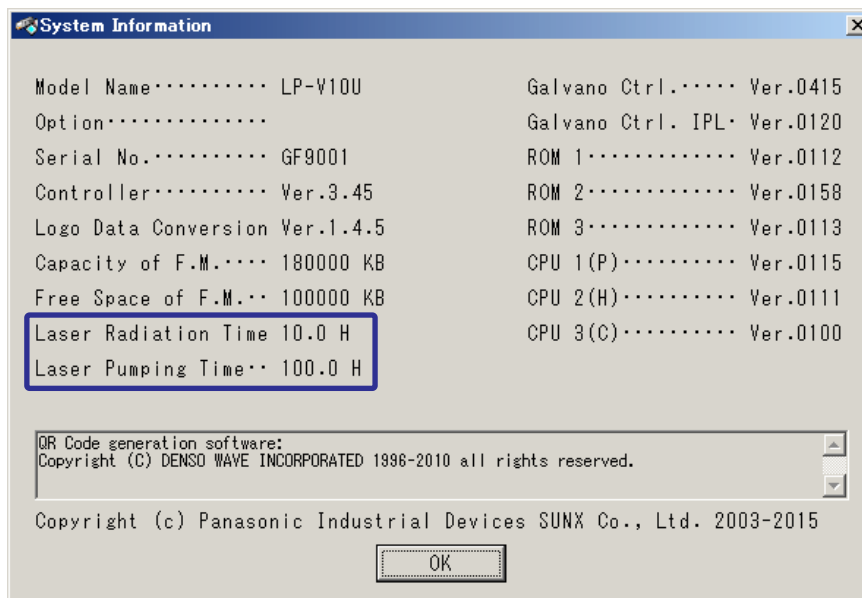 System Information
Model Name·········· LP-V10U
Option··············
Serial No.·········· GF9001
Controller·········· Ver.3.45
Logo Data Conversion Ver.1.4.5
Capacity of F.M.···· 180000 KB
Free Space of F.M.·· 100000 KB
Laser Radiation Time 10.0 H
Laser Pumping Time·· 100.0 H
Galvano Ctrl.····· Ver.0415
Galvano Ctrl. IPL· Ver.0120
ROM 1············· Ver.0112
ROM 2············· Ver.0158
ROM 3············· Ver.0113
CPU 1(P)·········· Ver.0115
CPU 2(H)·········· Ver.0111
CPU 3(C)·········· Ver.0100
QR Code generation software:
Copyright (C) DENSO WAVE INCORPORATED 1996-2010 all rights reserved.
Copyright (c) Panasonic Industrial Devices SUNX Co., Ltd. 2003-2015
OK